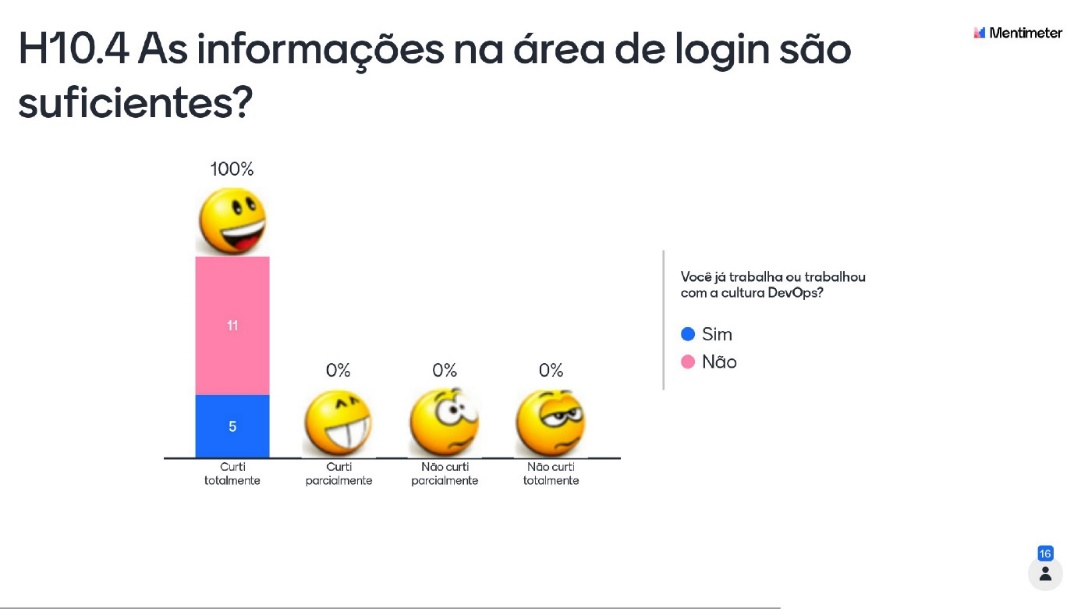 H10.4 As informações na área de login são
suficientes?
Mentimeter
100%
11
5
0%
0%
0%
Curti
totalmente
Curti
parcialmente
Não curti
parcialmente
Não curti
totalmente
Você já trabalha ou trabalhou
com a cultura DevOps?
Sim
Não
16